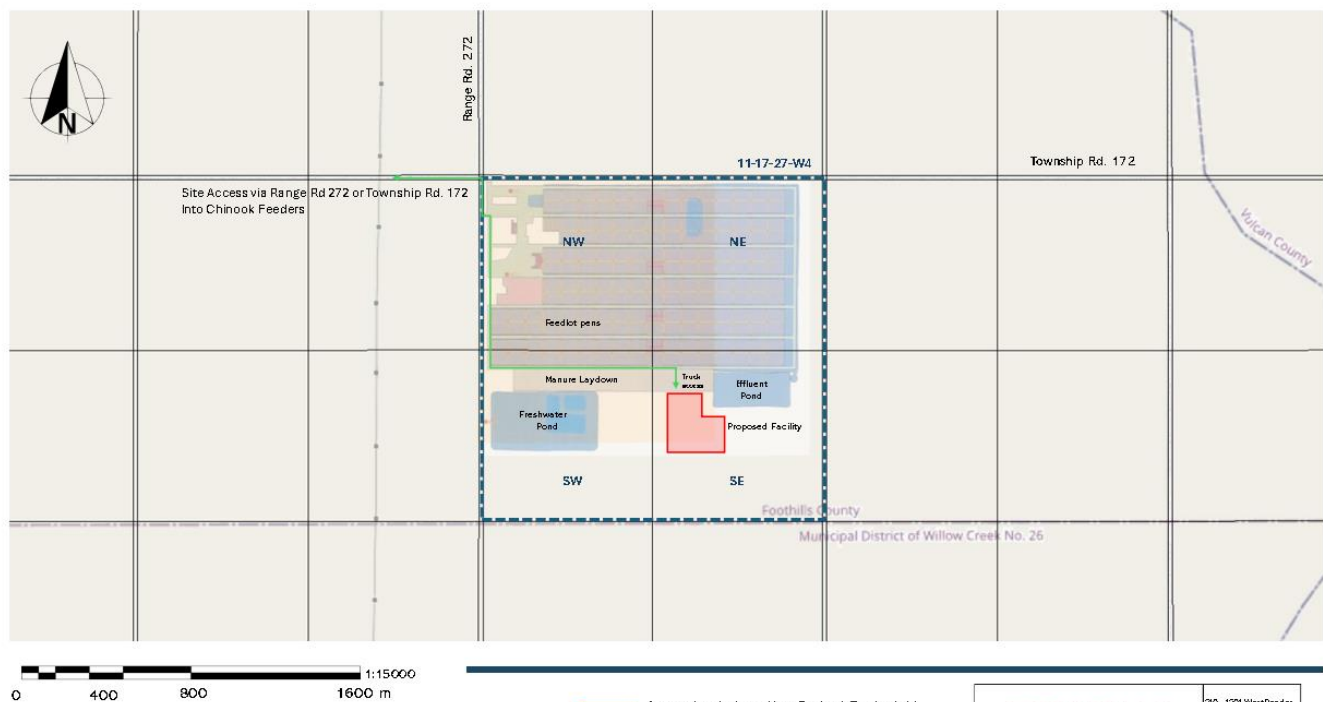 Range Rd. 272
N
11-17-27-W4
Township Rd. 172
Site Access via Range Rd 272 or Township Rd. 172
Into Chinook Feeders
Vulcan County
NW
NE
Feedlot pens
Manure Laydown
Truck
access
Effluent
Pond
Freshwater
Pond
Proposed Facility
SW
SE
Foothills County
Municipal District of Willow Creek No. 26
1:15000
0
400
800
1600 m